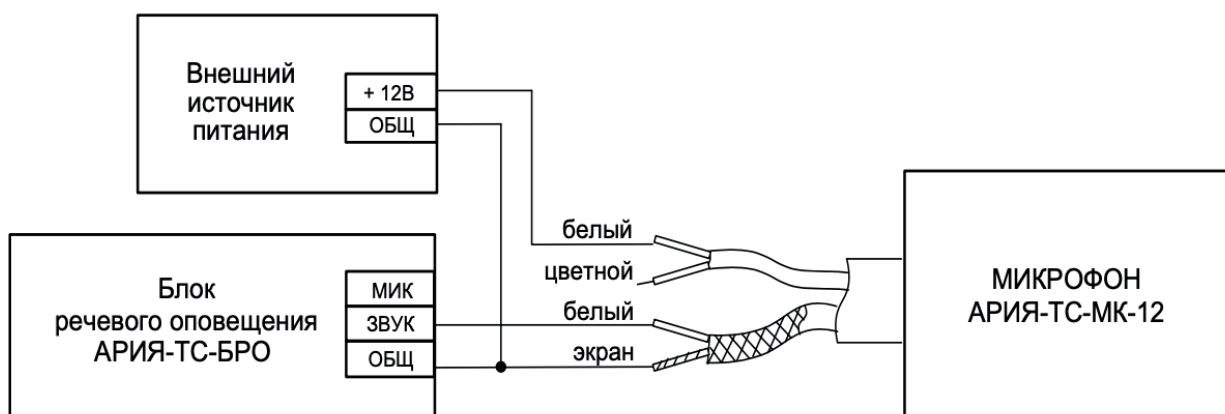 Внешний
источник
питания
+ 12В
ОБЩ
белый
цветной
белый
экран
Блок
речевого оповещения
АРИЯ-ТС-БРО
МИК
ЗВУК
ОБЩ
МИКРОФОН
АРИЯ-ТС-МК-12